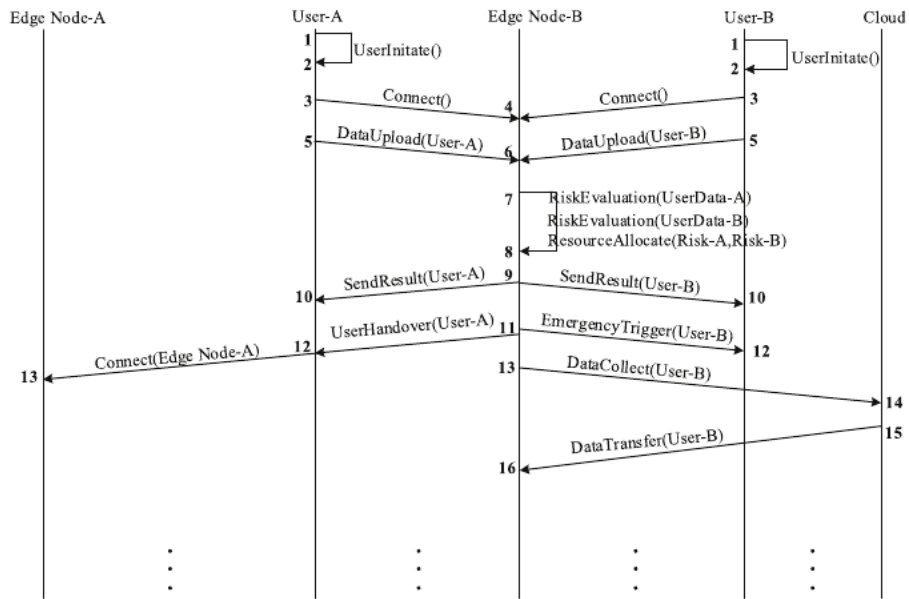 Edge Node-A User-A Edge Node-B User-B Cloud
1 UserInitate() 1
2 2 UserInitate()
3 Connect() 4 Connect() 3
5 DataUpload(User-A) 6 DataUpload(User-B) 5
7 RiskEvaluation(UserData-A)
RiskEvaluation(UserData-B)
8 ResourceAllocate(Risk-A,Risk-B)
10 SendResult(User-A) 9 SendResult(User-B) 10
UserHandover(User-A) 11 EmergencyTrigger(User-B)
13 Connect(Edge Node-A) 12 12
13 DataCollect(User-B) 14
15
16 DataTransfer(User-B)